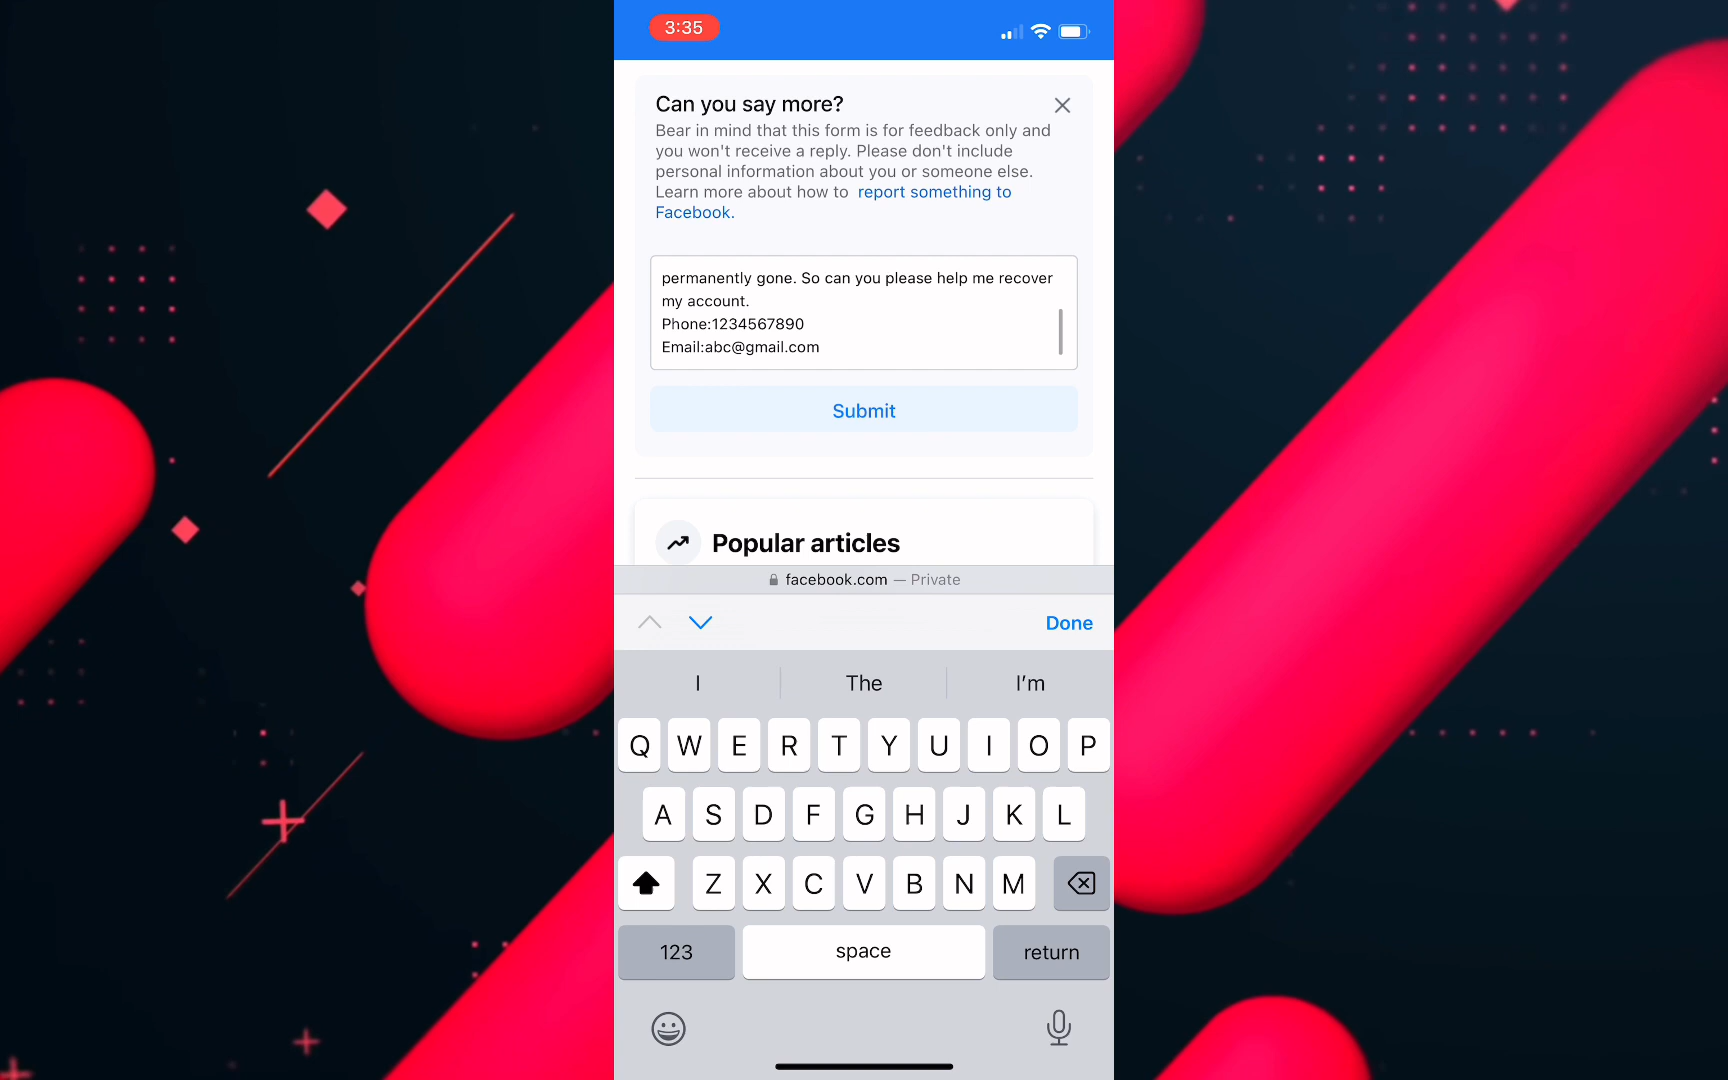 3:35
Can you say more?
Bear in mind that this form is for feedback only and
you won't receive a reply. Please don't include
personal information about you or someone else.
Learn more about how to report something to
Facebook.
permanently gone. So can you please help me recover
my account.
Phone:1234567890
Email:abc@gmail.com
Submit
Popular articles
facebook.com — Private
Done
I The I'm
Q W E R T Y U I O P
A S D F G H J K L
Z X C V B N M
123 space return